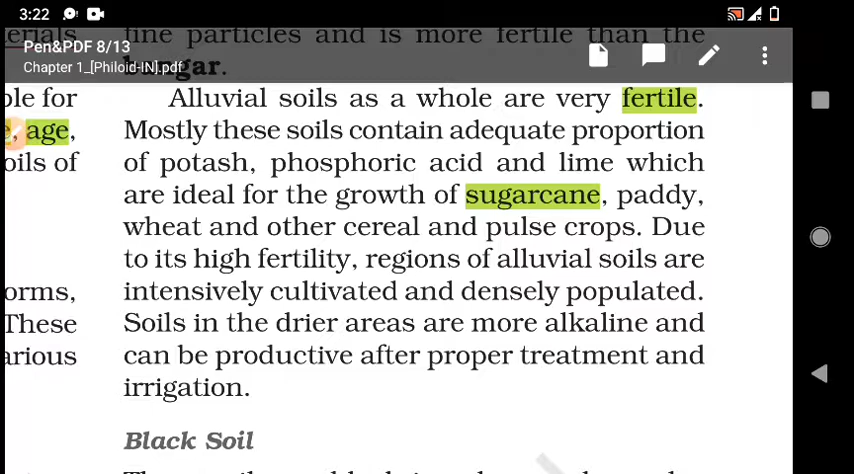 3:22
Pen&PDF 8/13
Chapter 1_[Philoid-IN].pdf
erials
fine particles and is more fertile than the
bangar.
ole for
age,
oils of
orms,
These
arious
Alluvial soils as a whole are very fertile.
Mostly these soils contain adequate proportion
of potash, phosphoric acid and lime which
are ideal for the growth of sugarcane, paddy,
wheat and other cereal and pulse crops. Due
to its high fertility, regions of alluvial soils are
intensively cultivated and densely populated.
Soils in the drier areas are more alkaline and
can be productive after proper treatment and
irrigation.
Black Soil